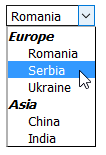 Romania
Europe
Romania
Serbia
Ukraine
Asia
China
India